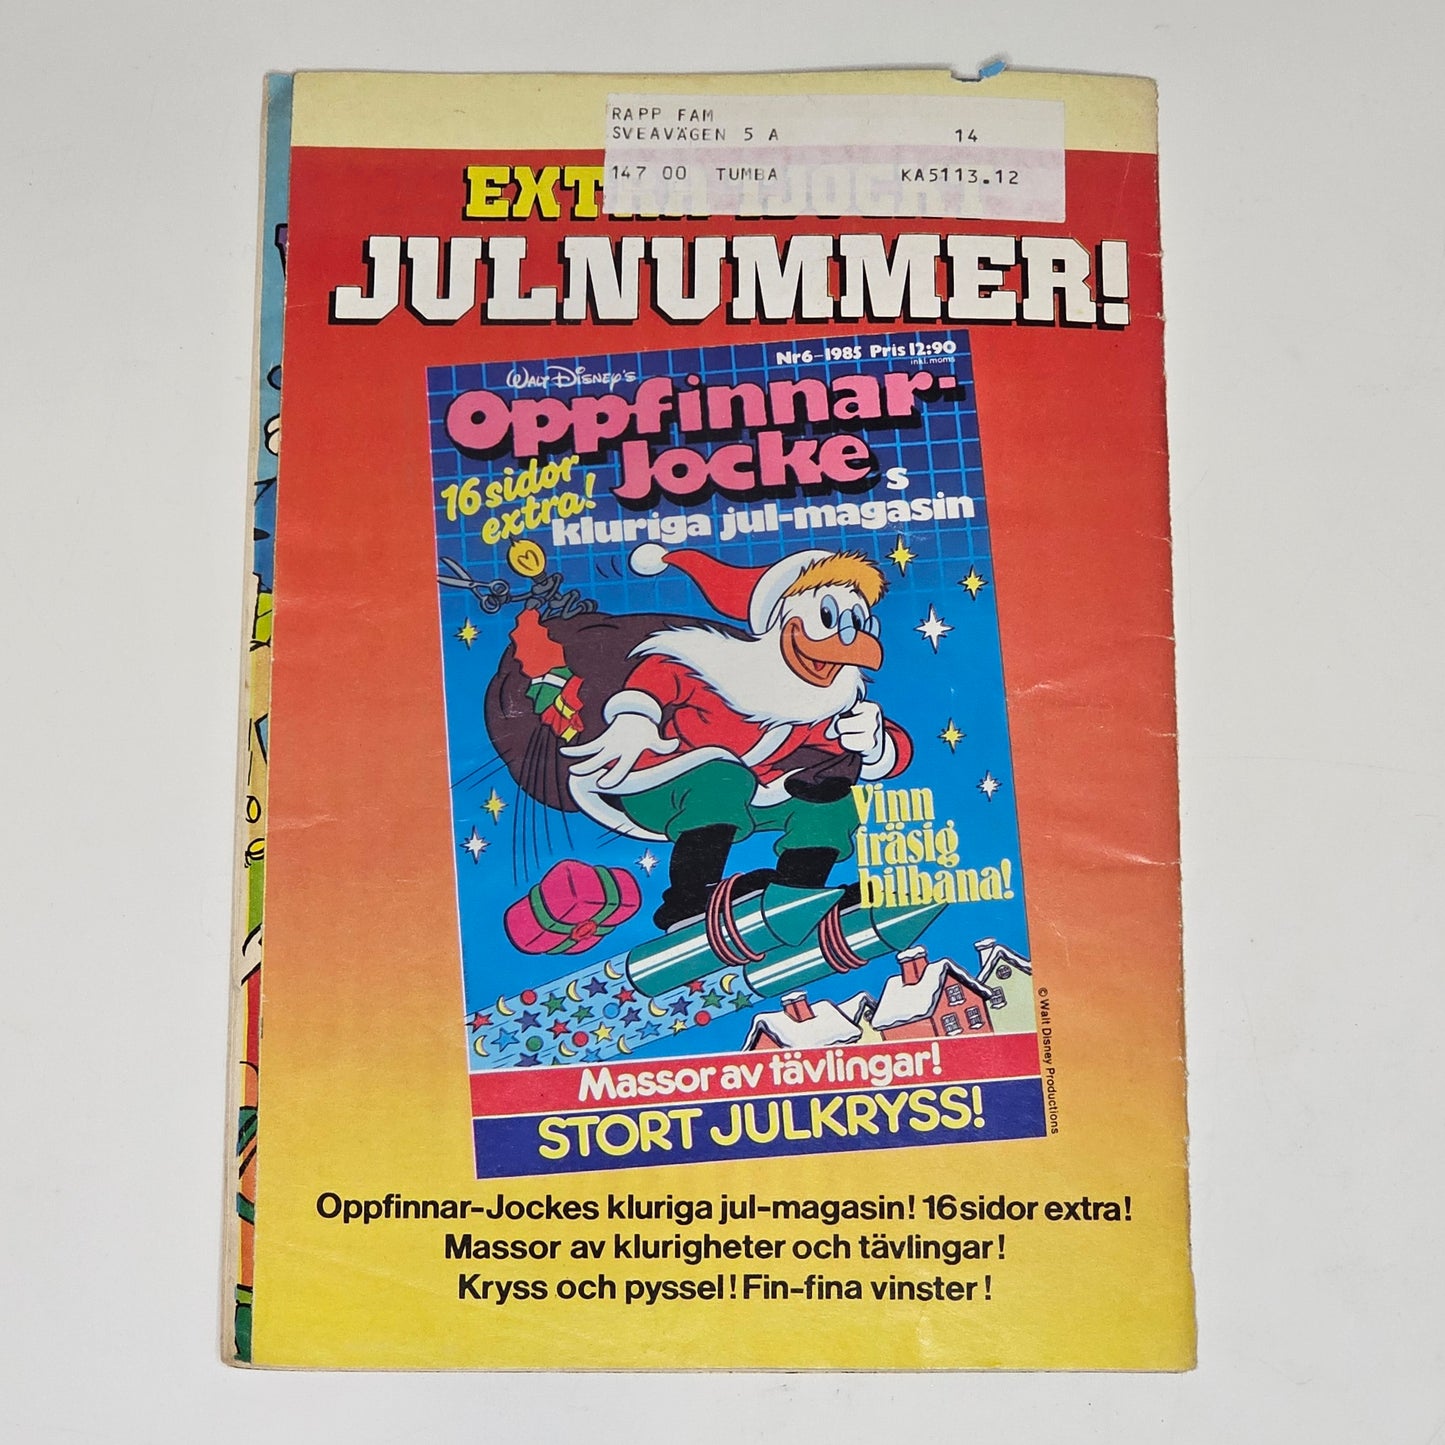 RAPP FAM
SVEAVÄGEN 5 A 14
147 00 TUMBA KA5113.12
EXTRA TJOCKT
JULNUMMER!
Nr6-1985 Pris 12:90
inkl. moms
WALT DISNEY'S
Oppfinnar-
Jockes
16 sidor
extra!
kluriga jul-magasin
Vinn
fräsig
bilbana!
© Walt Disney Productions
Massor av tävlingar!
STORT JULKRYSS!
Oppfinnar-Jockes kluriga jul-magasin! 16 sidor extra!
Massor av klurigheter och tävlingar!
Kryss och pyssel! Fin-fina vinster!